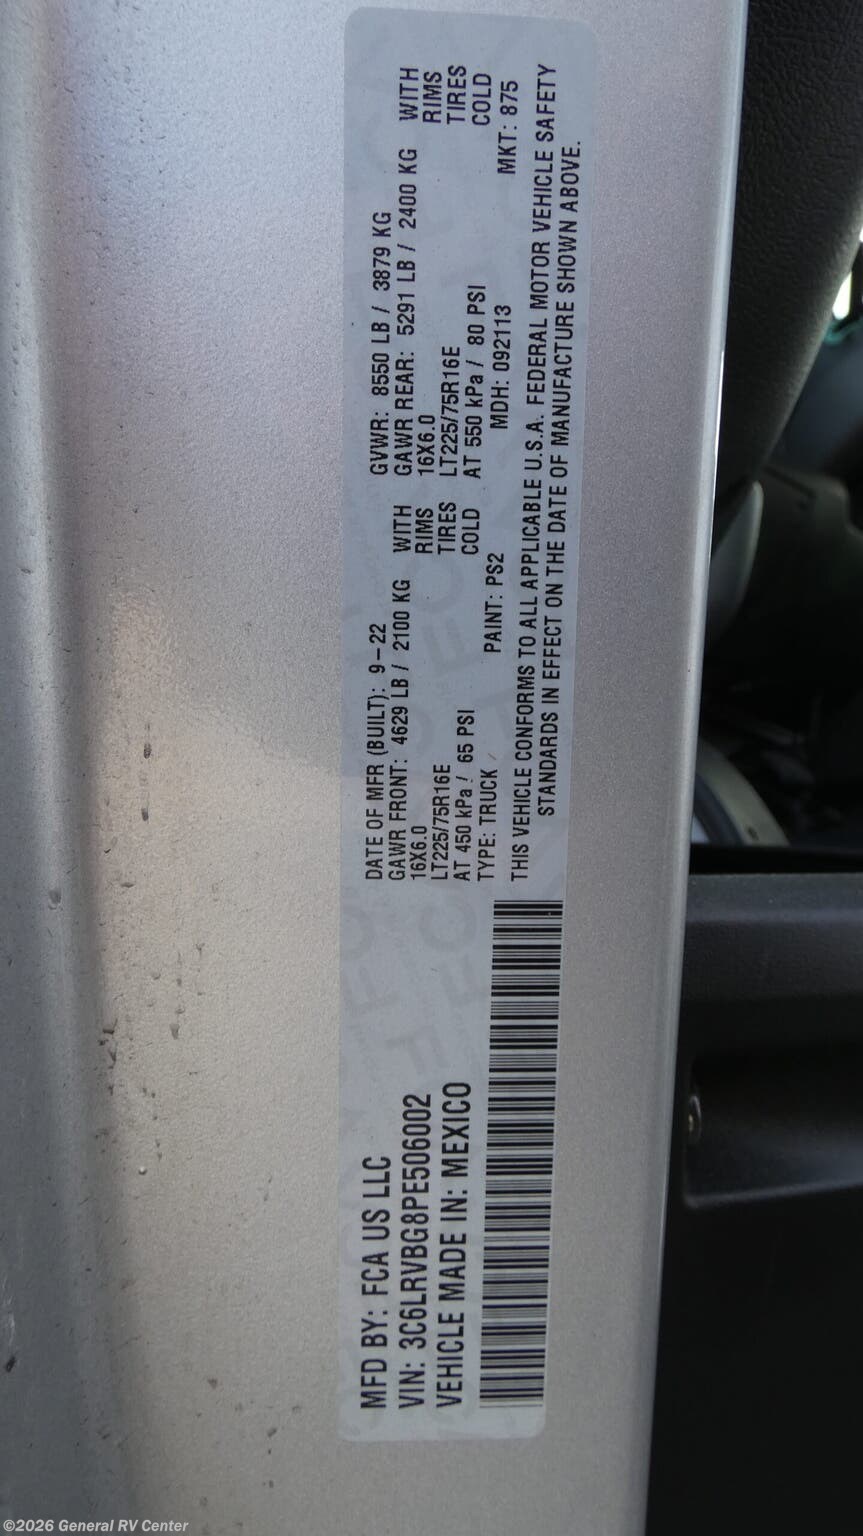 MFD BY: FCA US LLC
VIN: 3C6LRVBG8PE506002
VEHICLE MADE IN: MEXICO
DATE OF MFR (BUILT): 9-22 GVWR: 8550 LB / 3879 KG
GAWR FRONT: 4629 LB / 2100 KG WITH GAWR REAR: 5291 LB / 2400 KG WITH
16X6.0 RIMS 16X6.0 RIMS
LT225/75R16E TIRES LT225/75R16E TIRES
AT 450 kPa / 65 PSI COLD AT 550 kPa / 80 PSI COLD
TYPE: TRUCK PAINT: PS2 MDH: 092113 MKT: 875
THIS VEHICLE CONFORMS TO ALL APPLICABLE U.S.A. FEDERAL MOTOR VEHICLE SAFETY
STANDARDS IN EFFECT ON THE DATE OF MANUFACTURE SHOWN ABOVE.
©2026 General RV Center